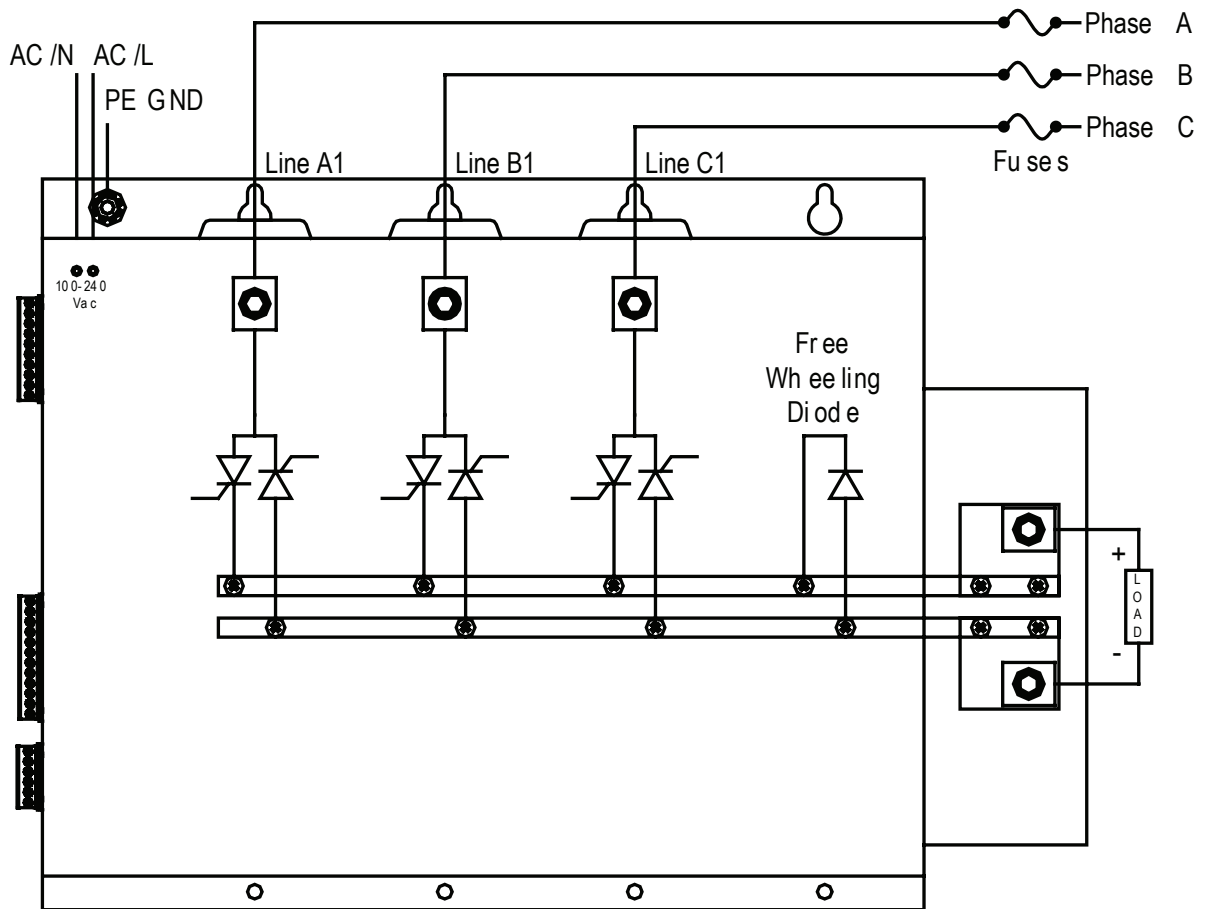 Phase A
AC /N AC /L
Phase B
PE GND
Phase C
Fuses
Line A1
Line B1
Line C1
100-240
Vac
Free
Wheeling
Diode
+
LOAD
-